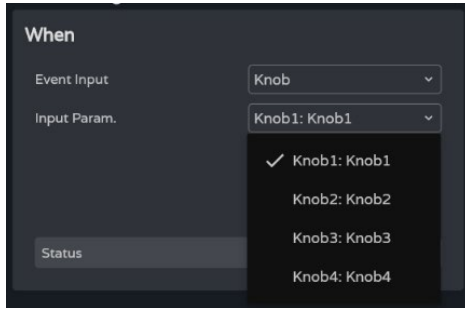 When
Event Input Knob
Input Param. Knob1: Knob1
Knob1: Knob1
Knob2: Knob2
Knob3: Knob3
Status
Knob4: Knob4